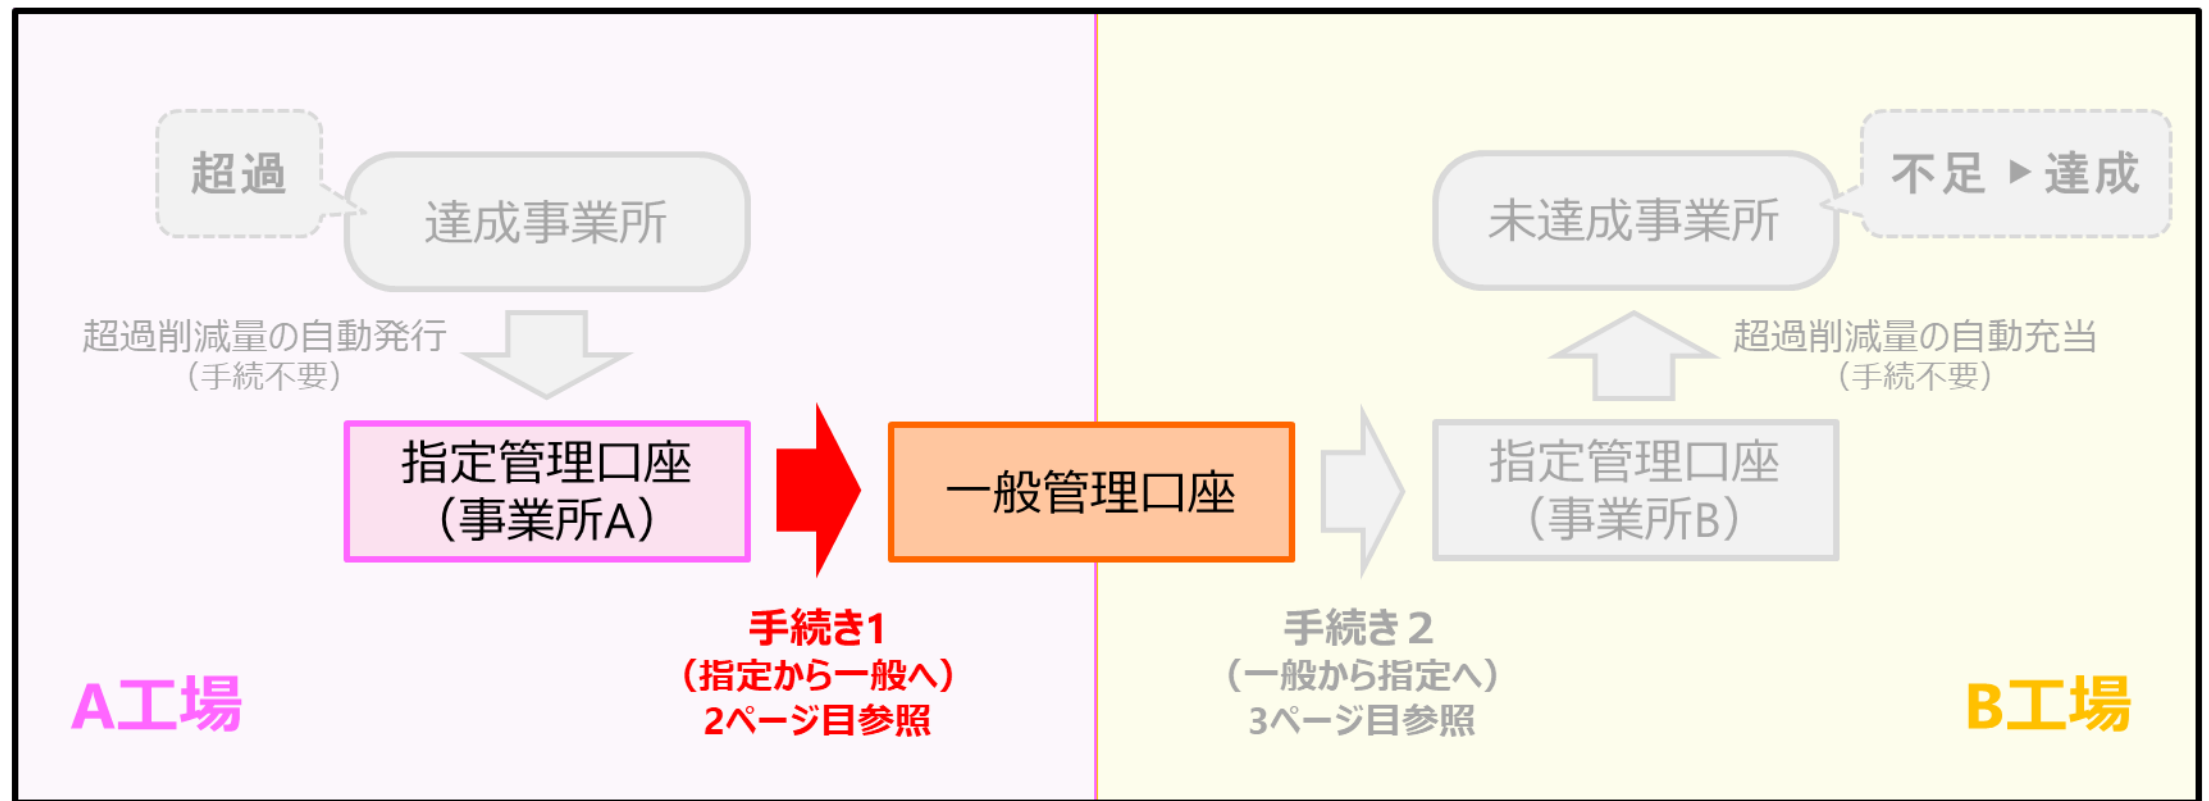 超過
達成事業所
超過削減量の自動発行
（手続不要）
指定管理口座
（事業所A）
手続き1
（指定から一般へ）
2ページ目参照
A工場
一般管理口座
不足 ▶ 達成
未達成事業所
超過削減量の自動充当
（手続不要）
指定管理口座
（事業所B）
手続き２
（一般から指定へ）
3ページ目参照
B工場